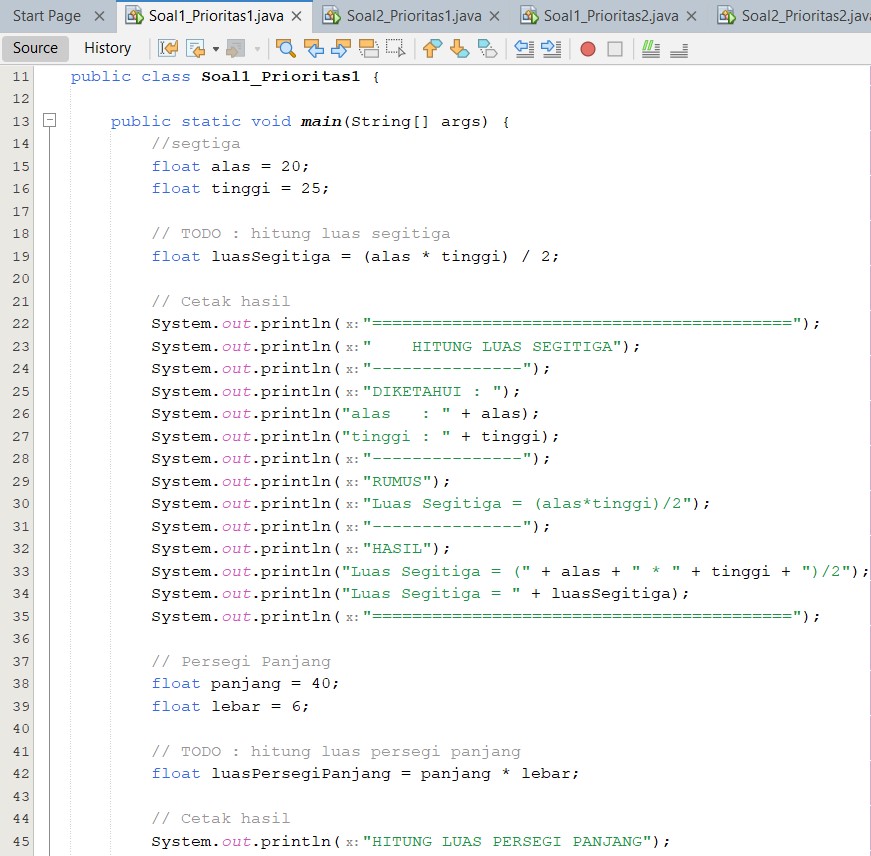 Start Page Soal1_Prioritas1.java Soal2_Prioritas1.java Soal1_Prioritas2.java Soal2_Prioritas2.java
Source History
11 public class Soal1_Prioritas1 {
12
13 public static void main(String[] args) {
14 //segtiga
15 float alas = 20;
16 float tinggi = 25;
17
18 // TODO : hitung luas segitiga
19 float luasSegitiga = (alas * tinggi) / 2;
20
21 // Cetak hasil
22 System.out.println( x:"==========================================");
23 System.out.println( x:"    HITUNG LUAS SEGITIGA");
24 System.out.println( x:"---------------");
25 System.out.println( x:"DIKETAHUI : ");
26 System.out.println("alas   : " + alas);
27 System.out.println("tinggi : " + tinggi);
28 System.out.println( x:"---------------");
29 System.out.println( x:"RUMUS");
30 System.out.println( x:"Luas Segitiga = (alas*tinggi)/2");
31 System.out.println( x:"---------------");
32 System.out.println( x:"HASIL");
33 System.out.println("Luas Segitiga = (" + alas + " * " + tinggi + ")/2");
34 System.out.println("Luas Segitiga = " + luasSegitiga);
35 System.out.println( x:"==========================================");
36
37 // Persegi Panjang
38 float panjang = 40;
39 float lebar = 6;
40
41 // TODO : hitung luas persegi panjang
42 float luasPersegiPanjang = panjang * lebar;
43
44 // Cetak hasil
45 System.out.println( x:"HITUNG LUAS PERSEGI PANJANG");